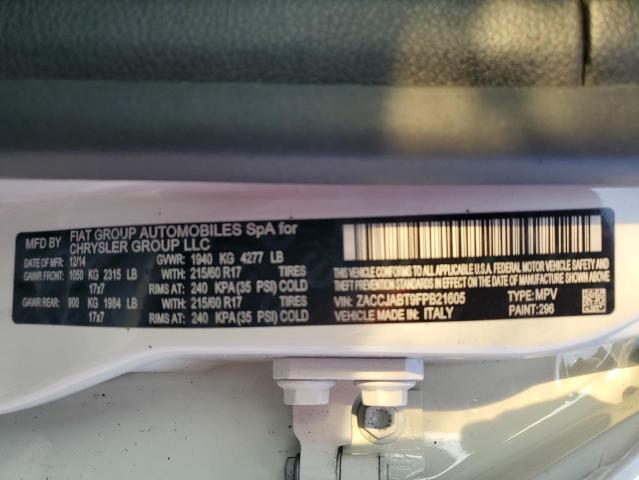 MFD BY FIAT GROUP AUTOMOBILES SpA for
CHRYSLER GROUP LLC
DATE OF MFR: 12/14 GVWR: 1940 KG 4277 LB
GAWR FRONT: 1050 KG 2315 LB WITH: 215/60 R17 TIRES
17x7 RIMS AT: 240 KPA (35 PSI) COLD
GAWR REAR: 900 KG 1984 LB WITH: 215/60 R17 TIRES
17x7 RIMS AT: 240 KPA (35 PSI) COLD
THIS VEHICLE CONFORMS TO ALL APPLICABLE U.S.A. FEDERAL MOTOR
VEHICLE SAFETY, BUMPER, AND
THEFT PREVENTION STANDARDS IN EFFECT ON THE DATE OF MANUFACTURE SHOWN ABOVE
VIN: ZACCJABT9FPB21605 TYPE: MPV
VEHICLE MADE IN: ITALY PAINT: 296